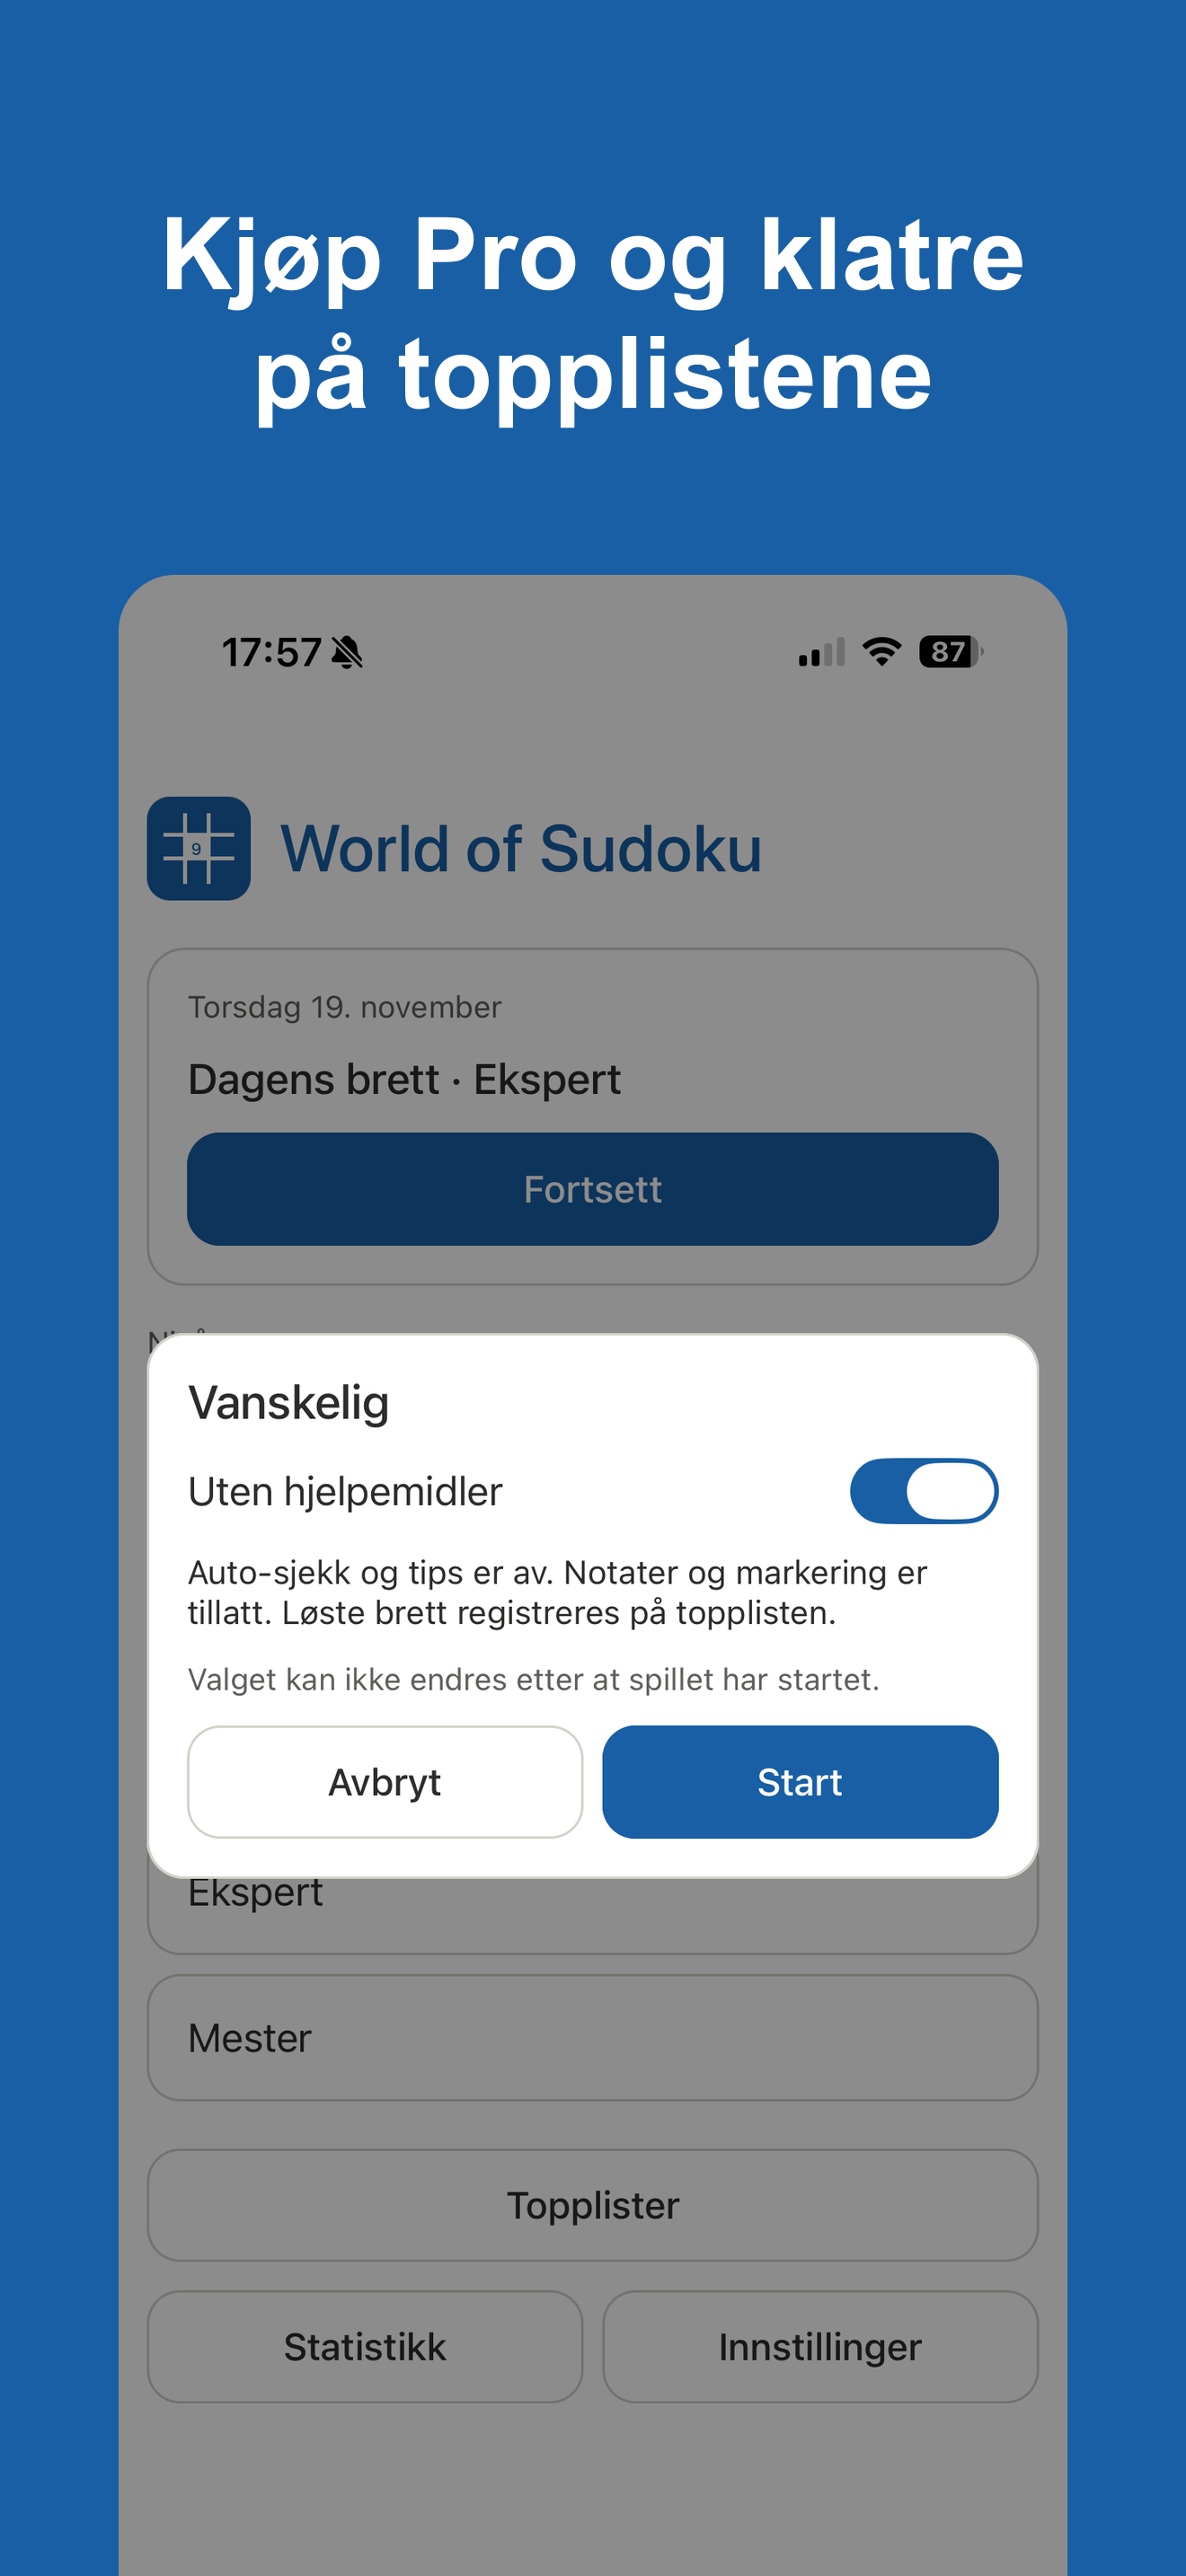 Kjøp Pro og klatre
på topplistene
17:57
87
9
World of Sudoku
Torsdag 19. november
Dagens brett · Ekspert
Fortsett
Vanskelig
Uten hjelpemidler
Auto-sjekk og tips er av. Notater og markering er
tillatt. Løste brett registreres på topplisten.
Valget kan ikke endres etter at spillet har startet.
Avbryt
Start
Ekspert
Mester
Topplister
Statistikk
Innstillinger